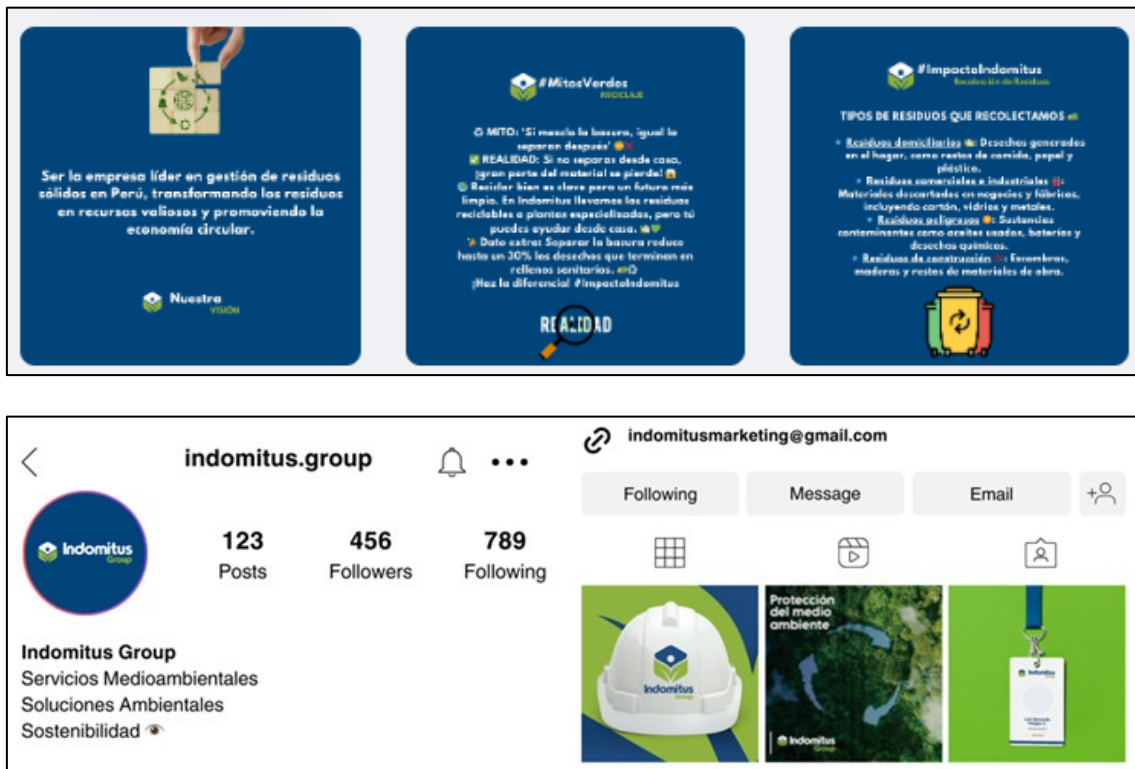 Ser la empresa líder en gestión de residuos
sólidos en Perú, transformando los residuos
en recursos valiosos y promoviendo la
economía circular.
Nuestra
VISIÓN
#MitosVerdes
RECICLAJE
♻ MITO: 'Si mezclo la basura, igual la
separan después' 😷❌
✅ REALIDAD: Si no separas desde casa,
¡gran parte del material se pierde! 😱
🌍 Reciclar bien es clave para un futuro más
limpio. En Indomitus llevamos los residuos
reciclables a plantas especializadas, pero tú
puedes ayudar desde casa. 🏠💚
Dato extra: Separar la basura reduce
hasta un 30% los desechos que terminan en
rellenos sanitarios.
¡Haz la diferencia! #ImpactoIndomitus
REALIDAD
#ImpactoIndomitus
Recolección de Residuos
TIPOS DE RESIDUOS QUE RECOLECTAMOS
• Residuos domiciliarios 🏠: Desechos generados
en el hogar, como restos de comida, papel y
plástico.
• Residuos comerciales e industriales:
Materiales descartados en negocios y fábricas,
incluyendo cartón, vidrios y metales.
• Residuos peligrosos: Sustancias
contaminantes como aceites usados, baterías y
desechos químicos.
• Residuos de construcción: Escombros,
maderas y restos de materiales de obra.
indomitus.group
Indomitus
Group
123
456
789
Posts
Followers
Following
Indomitus Group
Servicios Medioambientales
Soluciones Ambientales
Sostenibilidad 👁
indomitusmarketing@gmail.com
Following
Message
Email
Indomitus
Protección
del medio
ambiente
Indomitus
Group
Indomitus